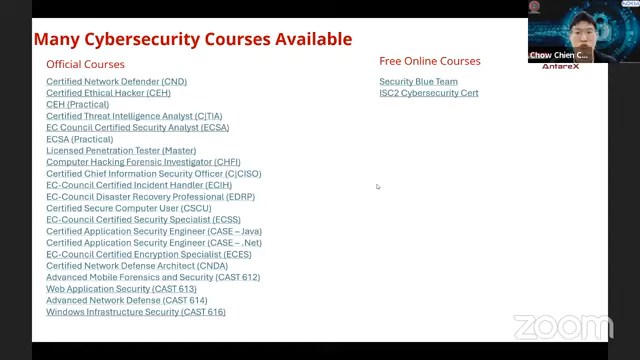 NOKIA
Many Cybersecurity Courses Available
Chow Chien C...
AntareX
Official Courses
Free Online Courses
Certified Network Defender (CND)
Security Blue Team
Certified Ethical Hacker (CEH)
ISC2 Cybersecurity Cert
CEH (Practical)
Certified Threat Intelligence Analyst (C|TIA)
EC Council Certified Security Analyst (ECSA)
ECSA (Practical)
Licensed Penetration Tester (Master)
Computer Hacking Forensic Investigator (CHFI)
Certified Chief Information Security Officer (C|CISO)
EC-Council Certified Incident Handler (ECIH)
EC-Council Disaster Recovery Professional (EDRP)
Certified Secure Computer User (CSCU)
EC-Council Certified Security Specialist (ECSS)
Certified Application Security Engineer (CASE – Java)
Certified Application Security Engineer (CASE – .Net)
EC-Council Certified Encryption Specialist (ECES)
Certified Network Defense Architect (CNDA)
Advanced Mobile Forensics and Security (CAST 612)
Web Application Security (CAST 613)
Advanced Network Defense (CAST 614)
Windows Infrastructure Security (CAST 616)
zoom